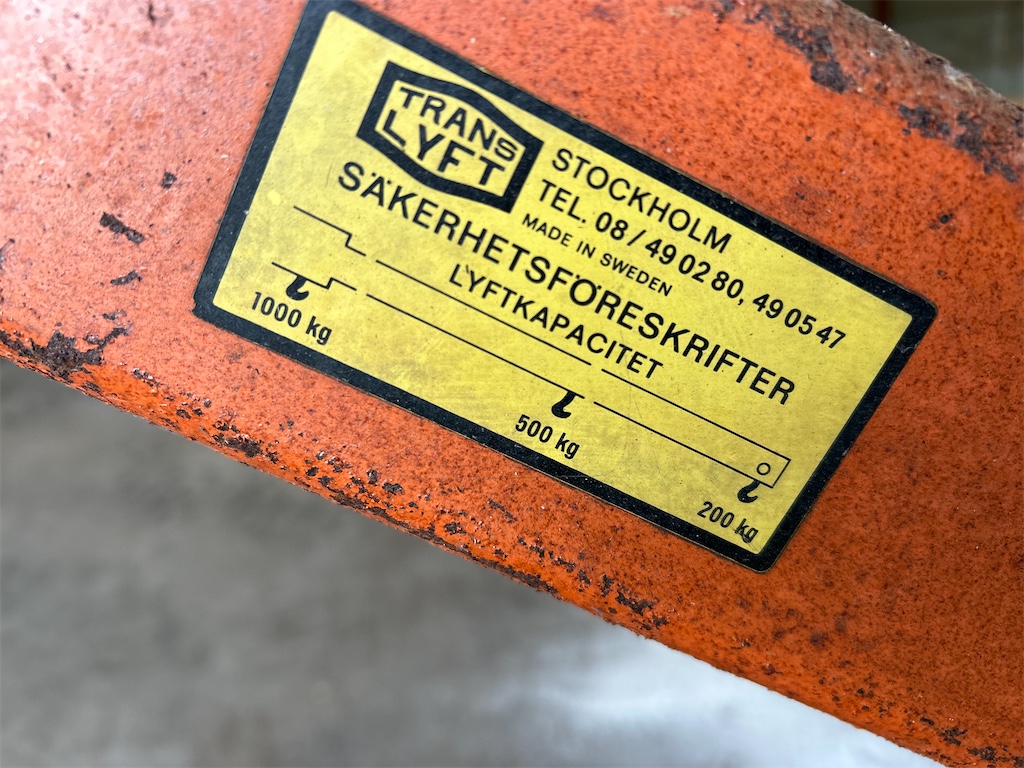 TRANS
LYFT
STOCKHOLM
TEL. 08/49 02 80, 49 05 47
MADE IN SWEDEN
SÄKERHETSFÖRESKRIFTER
LYFTKAPACITET
1000 kg
500 kg
200 kg